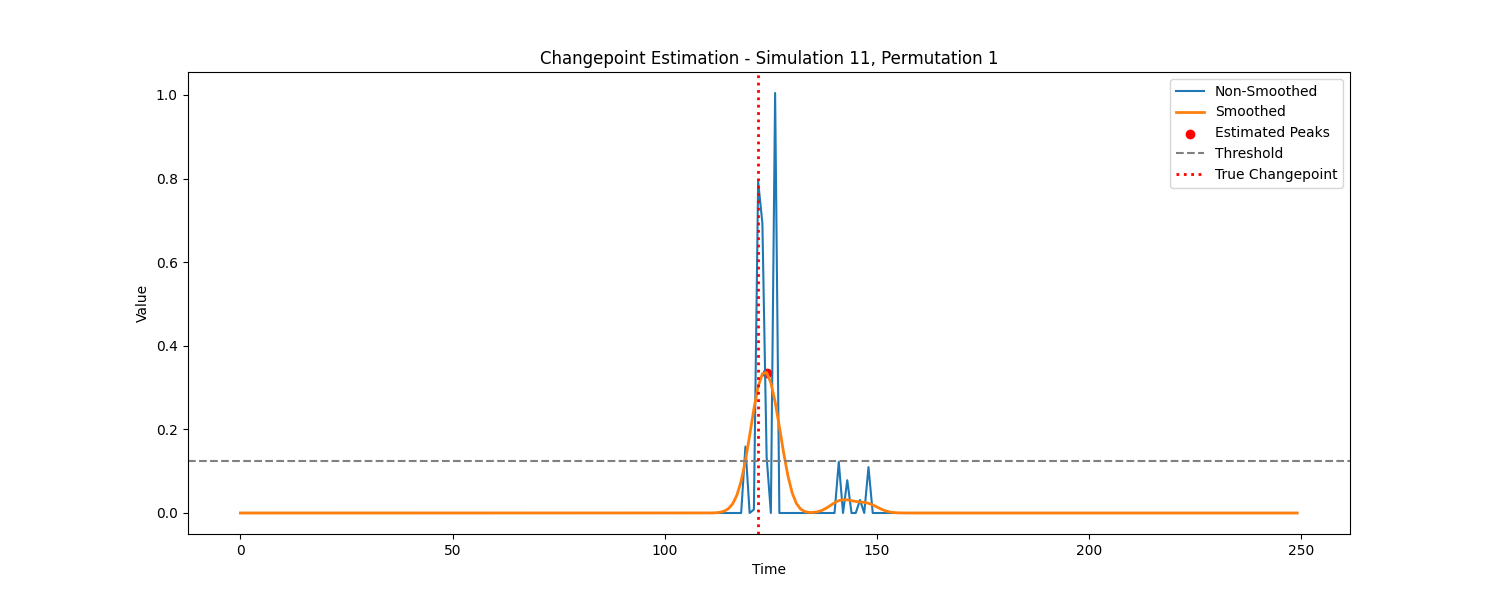 Changepoint Estimation - Simulation 11, Permutation 1
Non-Smoothed
Smoothed
Estimated Peaks
Threshold
True Changepoint
Value
1.0
0.8
0.6
0.4
0.2
0.0
0 50 100 150 200 250
Time